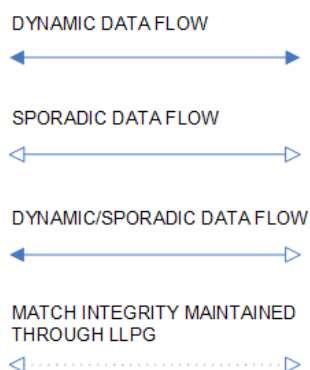 DYNAMIC DATA FLOW
SPORADIC DATA FLOW
DYNAMIC/SPORADIC DATA FLOW
MATCH INTEGRITY MAINTAINED
THROUGH LLPG